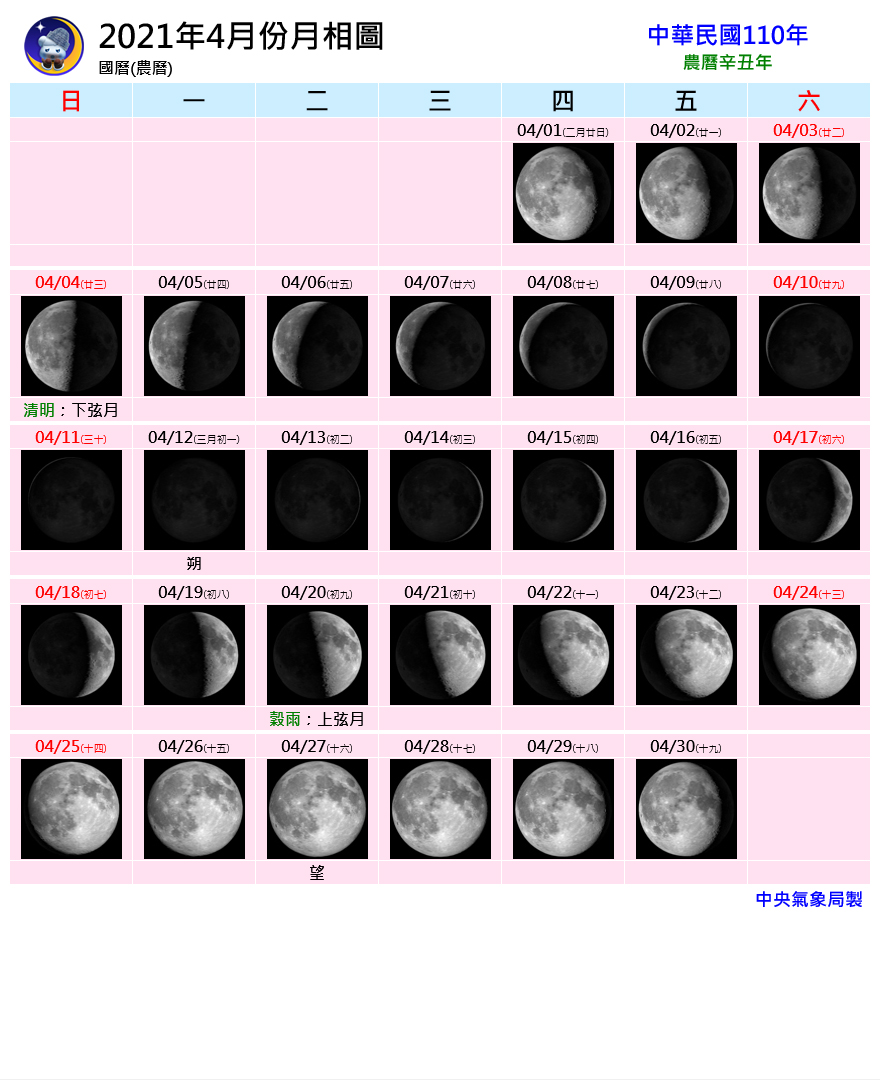 2021年4月份月相圖
國曆(農曆)
中華民國110年
農曆辛丑年
日 一 二 三 四 五 六
04/01(二月廿日) 04/02(廿一) 04/03(廿二)
04/04(廿三) 04/05(廿四) 04/06(廿五) 04/07(廿六) 04/08(廿七) 04/09(廿八) 04/10(廿九)
清明：下弦月
04/11(三十) 04/12(三月初一) 04/13(初二) 04/14(初三) 04/15(初四) 04/16(初五) 04/17(初六)
朔
04/18(初七) 04/19(初八) 04/20(初九) 04/21(初十) 04/22(十一) 04/23(十二) 04/24(十三)
穀雨：上弦月
04/25(十四) 04/26(十五) 04/27(十六) 04/28(十七) 04/29(十八) 04/30(十九)
望
中央氣象局製